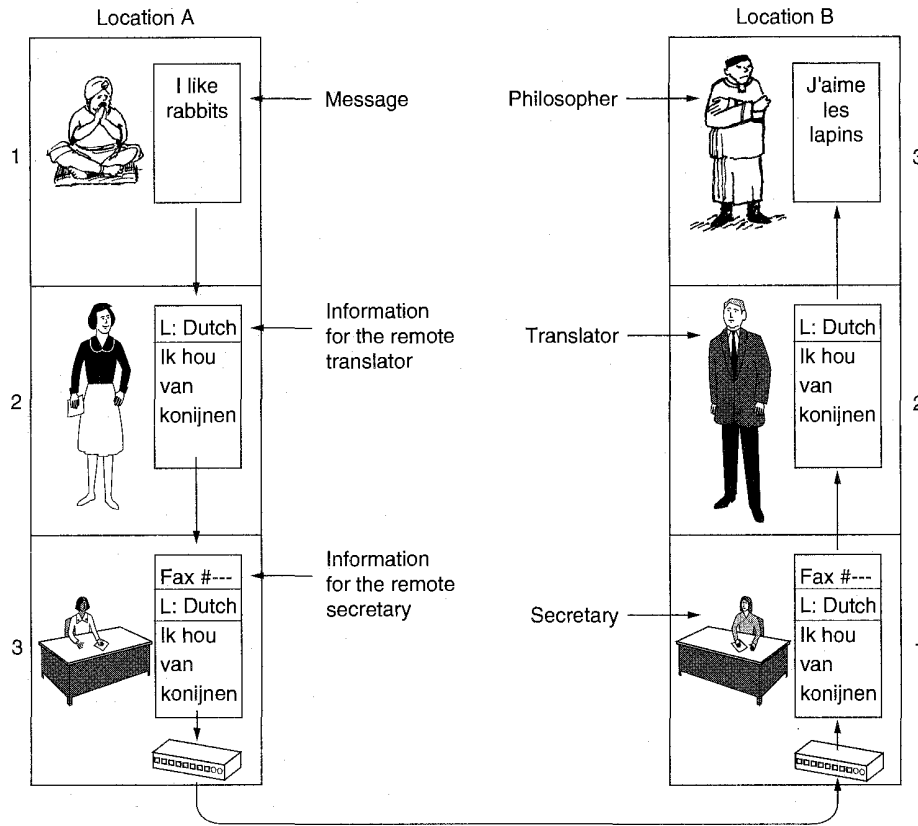 Location A
Location B
I like
rabbits
Message
Philosopher
J'aime
les
lapins
1
3
L: Dutch
Ik hou
van
konijnen
Information
for the remote
translator
Translator
L: Dutch
Ik hou
van
konijnen
2
2
Fax #---
L: Dutch
Ik hou
van
konijnen
Information
for the remote
secretary
Secretary
Fax #---
L: Dutch
Ik hou
van
konijnen
3